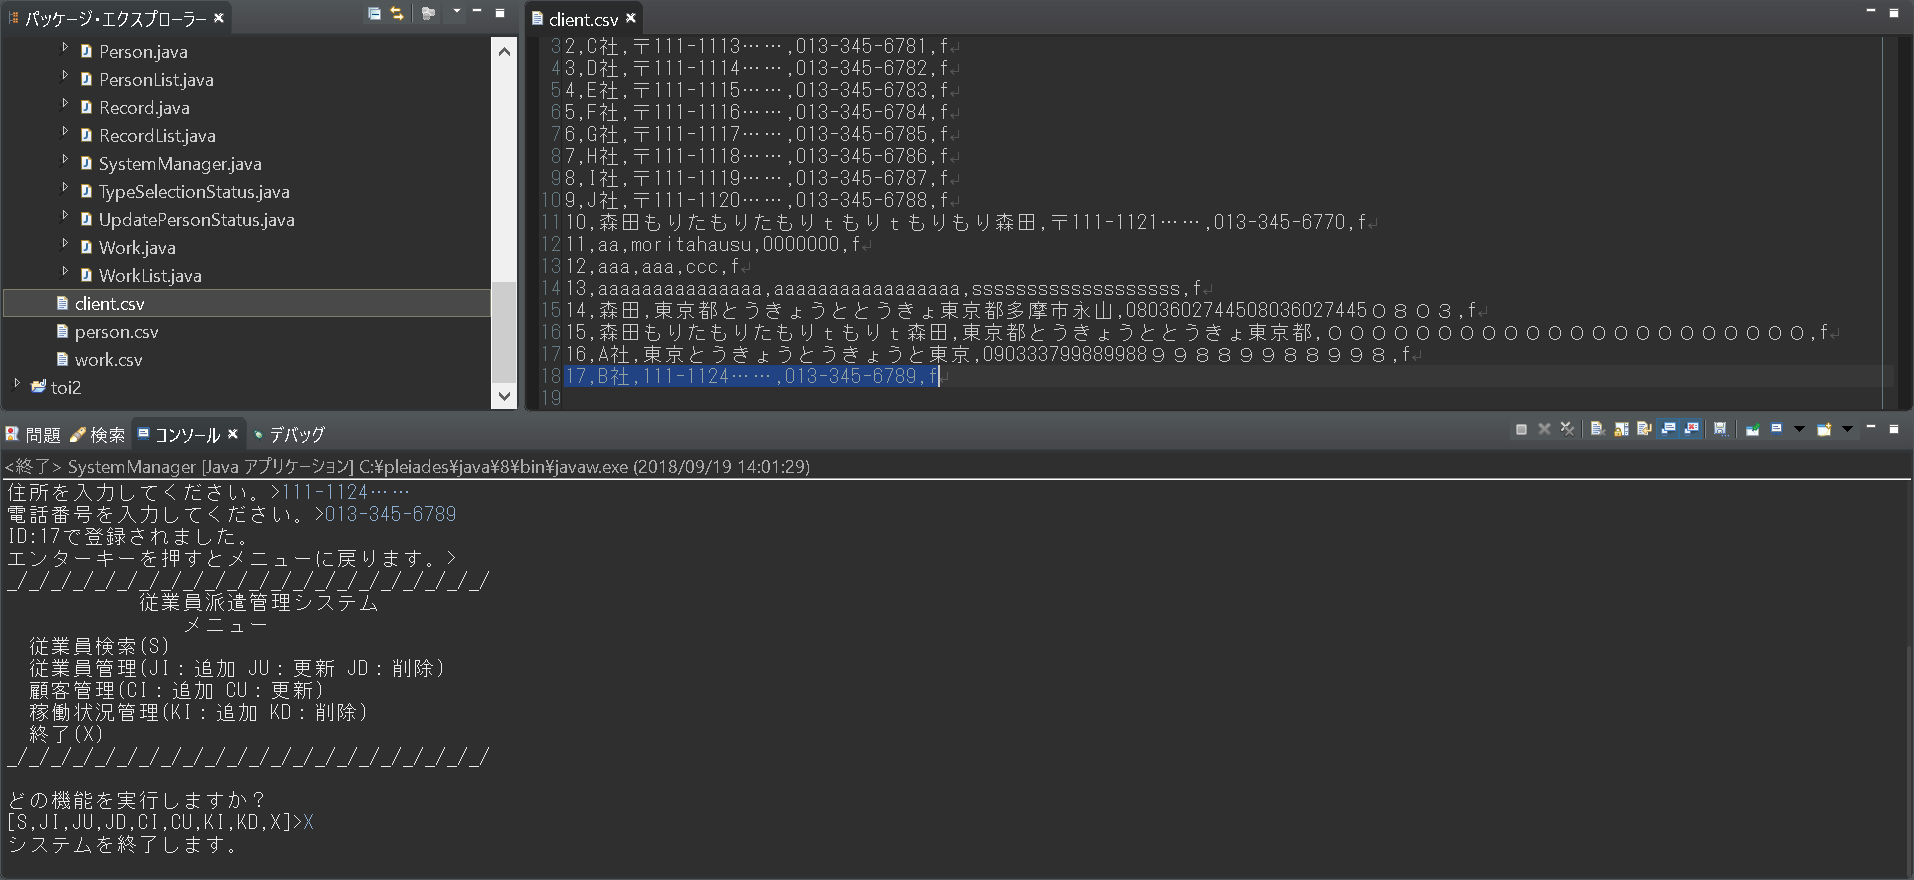 パッケージ・エクスプローラー
Person.java
PersonList.java
Record.java
RecordList.java
SystemManager.java
TypeSelectionStatus.java
UpdatePersonStatus.java
Work.java
WorkList.java
client.csv
person.csv
work.csv
toi2
client.csv
3 2,C社,〒111-1113……,013-345-6781,f
4 3,D社,〒111-1114……,013-345-6782,f
5 4,E社,〒111-1115……,013-345-6783,f
6 5,F社,〒111-1116……,013-345-6784,f
7 6,G社,〒111-1117……,013-345-6785,f
8 7,H社,〒111-1118……,013-345-6786,f
9 8,I社,〒111-1119……,013-345-6787,f
10 9,J社,〒111-1120……,013-345-6788,f
11 10,森田もりたもりたもりｔもりｔもりもり森田,〒111-1121……,013-345-6770,f
12 11,aa,moritahausu,0000000,f
13 12,aaa,aaa,ccc,f
14 13,aaaaaaaaaaaaaaa,aaaaaaaaaaaaaaaaa,sssssssssssssssssss,f
15 14,森田,東京都とうきょうととうきょ東京都多摩市永山,0803602744508036027445０８０３,f
16 15,森田もりたもりたもりｔもりｔ森田,東京都とうきょうととうきょ東京都,００００００００００００００００００００００,f
17 16,A社,東京とうきょうとうきょうと東京,090333799889988９９８８９９８８９９８,f
18 17,B社,111-1124……,013-345-6789,f
19
問題
検索
コンソール
デバッグ
<終了> SystemManager [Java アプリケーション] C:¥pleiades¥java¥8¥bin¥javaw.exe (2018/09/19 14:01:29)
住所を入力してください。>111-1124……
電話番号を入力してください。>013-345-6789
ID:17で登録されました。
エンターキーを押すとメニューに戻ります。>
_/_/_/_/_/_/_/_/_/_/_/_/_/_/_/_/_/_/_/_/_/_/
従業員派遣管理システム
メニュー
従業員検索(S)
従業員管理(JI：追加 JU：更新 JD：削除)
顧客管理(CI：追加 CU：更新)
稼働状況管理(KI：追加 KD：削除)
終了(X)
_/_/_/_/_/_/_/_/_/_/_/_/_/_/_/_/_/_/_/_/_/_/
どの機能を実行しますか？
[S,JI,JU,JD,CI,CU,KI,KD,X]>X
システムを終了します。